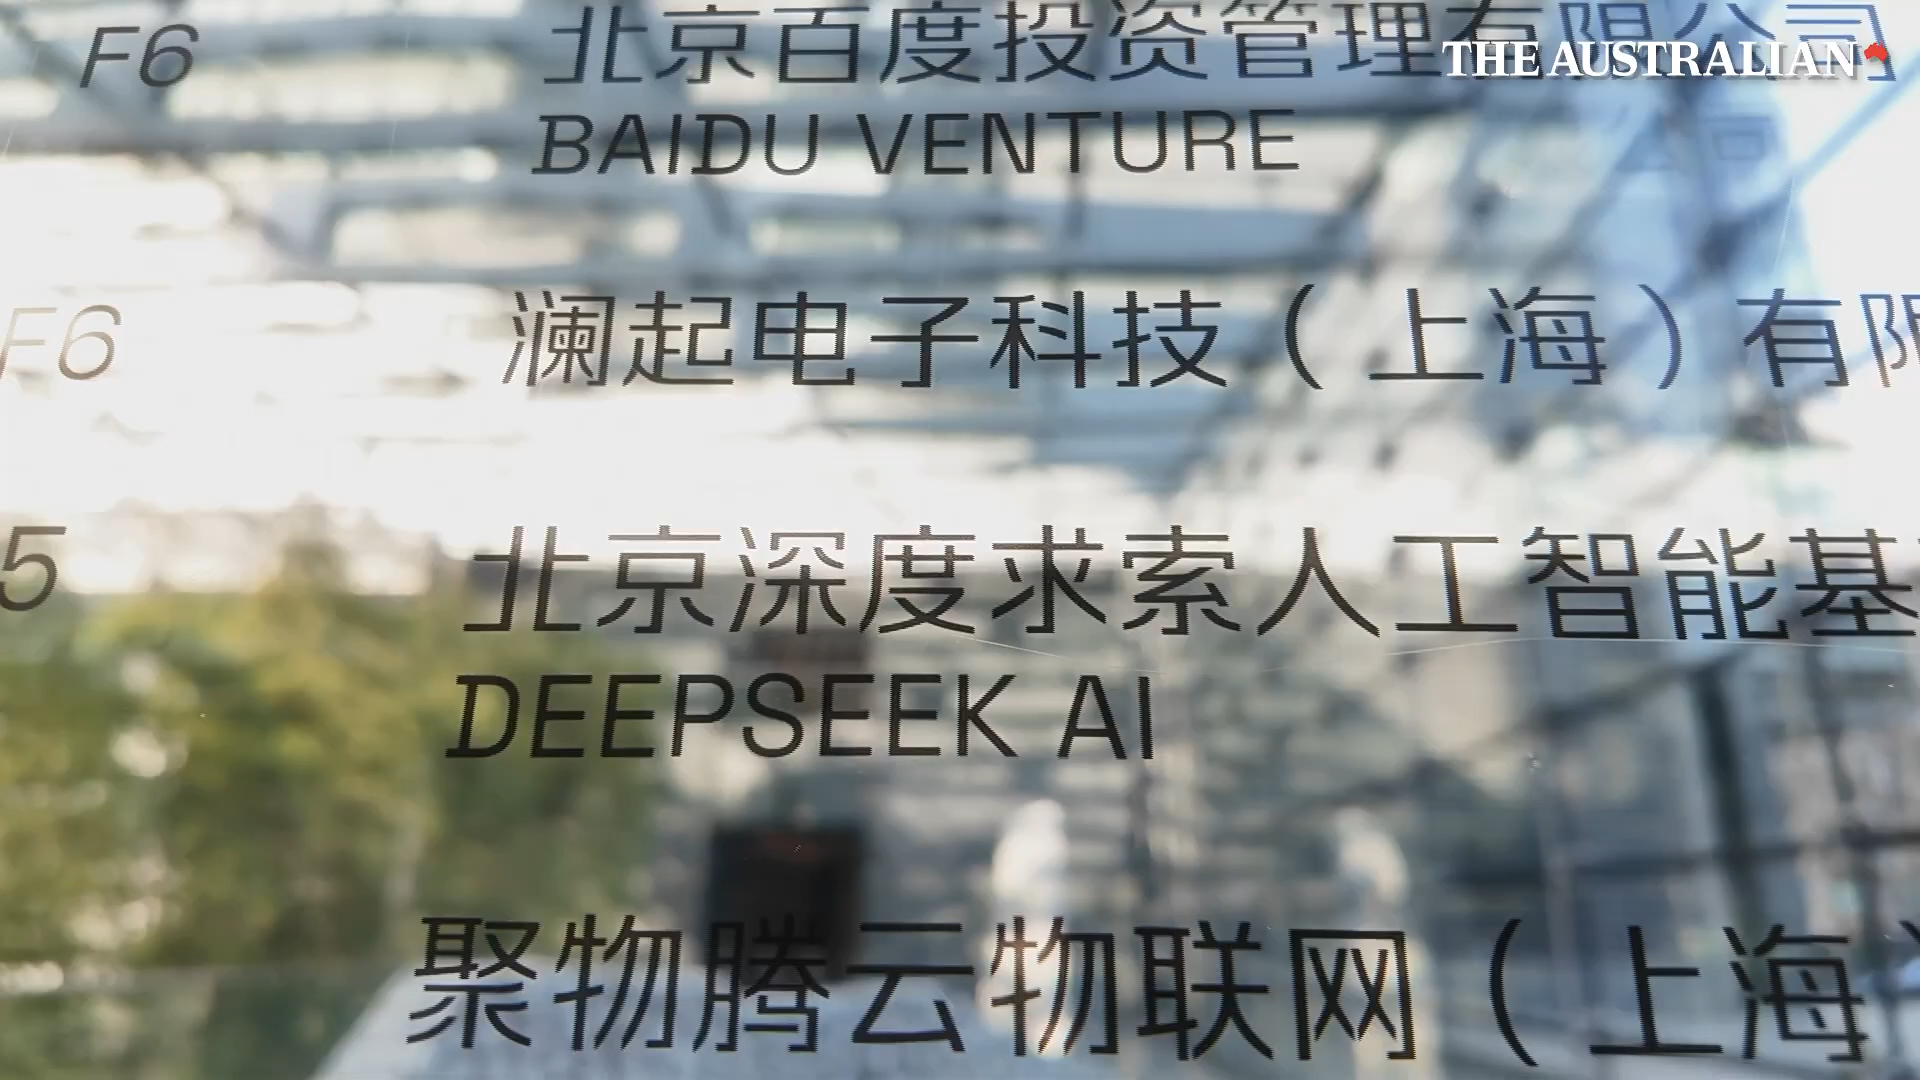 F6 北京百度投资管理有限公司
THE AUSTRALIAN
BAIDU VENTURE
F6 澜起电子科技（上海）有限
5 北京深度求索人工智能基
DEEPSEEK AI
聚物腾云物联网（上海）